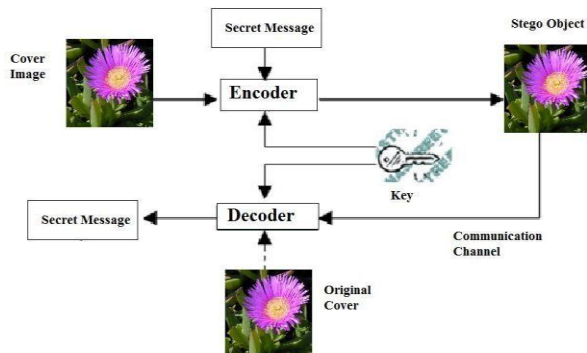 Secret Message
Stego Object
Cover
Image
Encoder
Key
Secret Message
Decoder
Communication
Channel
Original
Cover